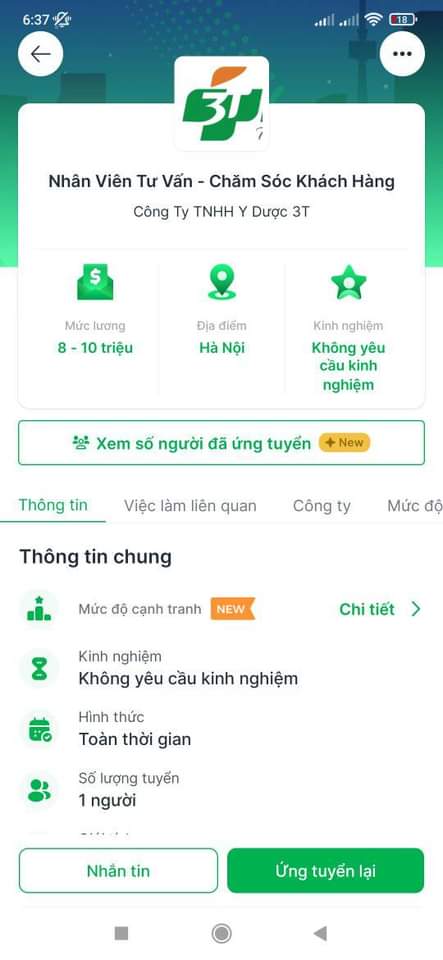 6:37
18
3T
Nhân Viên Tư Vấn - Chăm Sóc Khách Hàng
Công Ty TNHH Y Dược 3T
Mức lương
Địa điểm
Kinh nghiệm
8 - 10 triệu
Hà Nội
Không yêu
cầu kinh
nghiệm
Xem số người đã ứng tuyển New
Thông tin Việc làm liên quan Công ty Mức độ
Thông tin chung
Mức độ cạnh tranh NEW Chi tiết
Kinh nghiệm
Không yêu cầu kinh nghiệm
Hình thức
Toàn thời gian
Số lượng tuyển
1 người
Nhắn tin Ứng tuyển lại